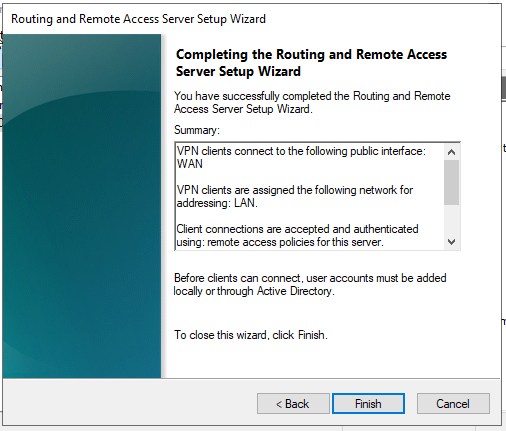 Routing and Remote Access Server Setup Wizard
Completing the Routing and Remote Access
Server Setup Wizard
You have successfully completed the Routing and Remote
Access Server Setup Wizard.
Summary:
VPN clients connect to the following public interface:
WAN
VPN clients are assigned the following network for
addressing: LAN.
Client connections are accepted and authenticated
using: remote access policies for this server.
Before clients can connect, user accounts must be added
locally or through Active Directory.
To close this wizard, click Finish.
< Back
Finish
Cancel